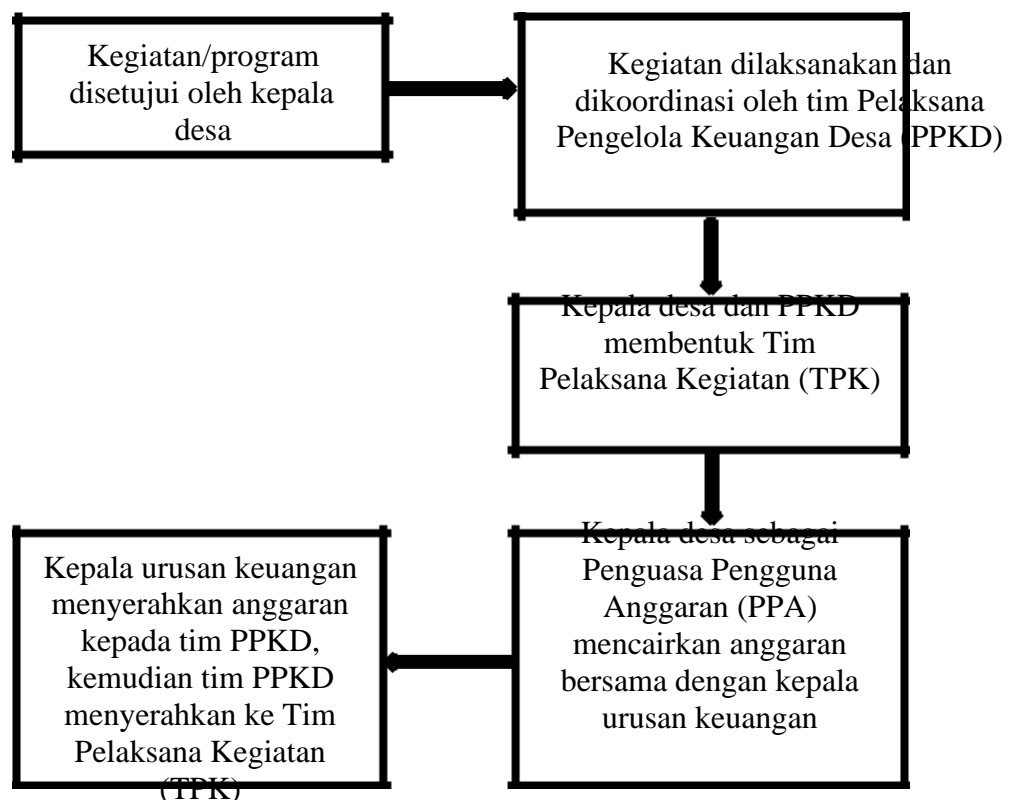 Kegiatan/program
disetujui oleh kepala
desa
Kegiatan dilaksanakan dan
dikoordinasi oleh tim Pelaksana
Pengelola Keuangan Desa (PPKD)
Kepala desa dan PPKD
membentuk Tim
Pelaksana Kegiatan (TPK)
Kepala desa sebagai
Penguasa Pengguna
Anggaran (PPA)
mencairkan anggaran
bersama dengan kepala
urusan keuangan
Kepala urusan keuangan
menyerahkan anggaran
kepada tim PPKD,
kemudian tim PPKD
menyerahkan ke Tim
Pelaksana Kegiatan
(TPK)